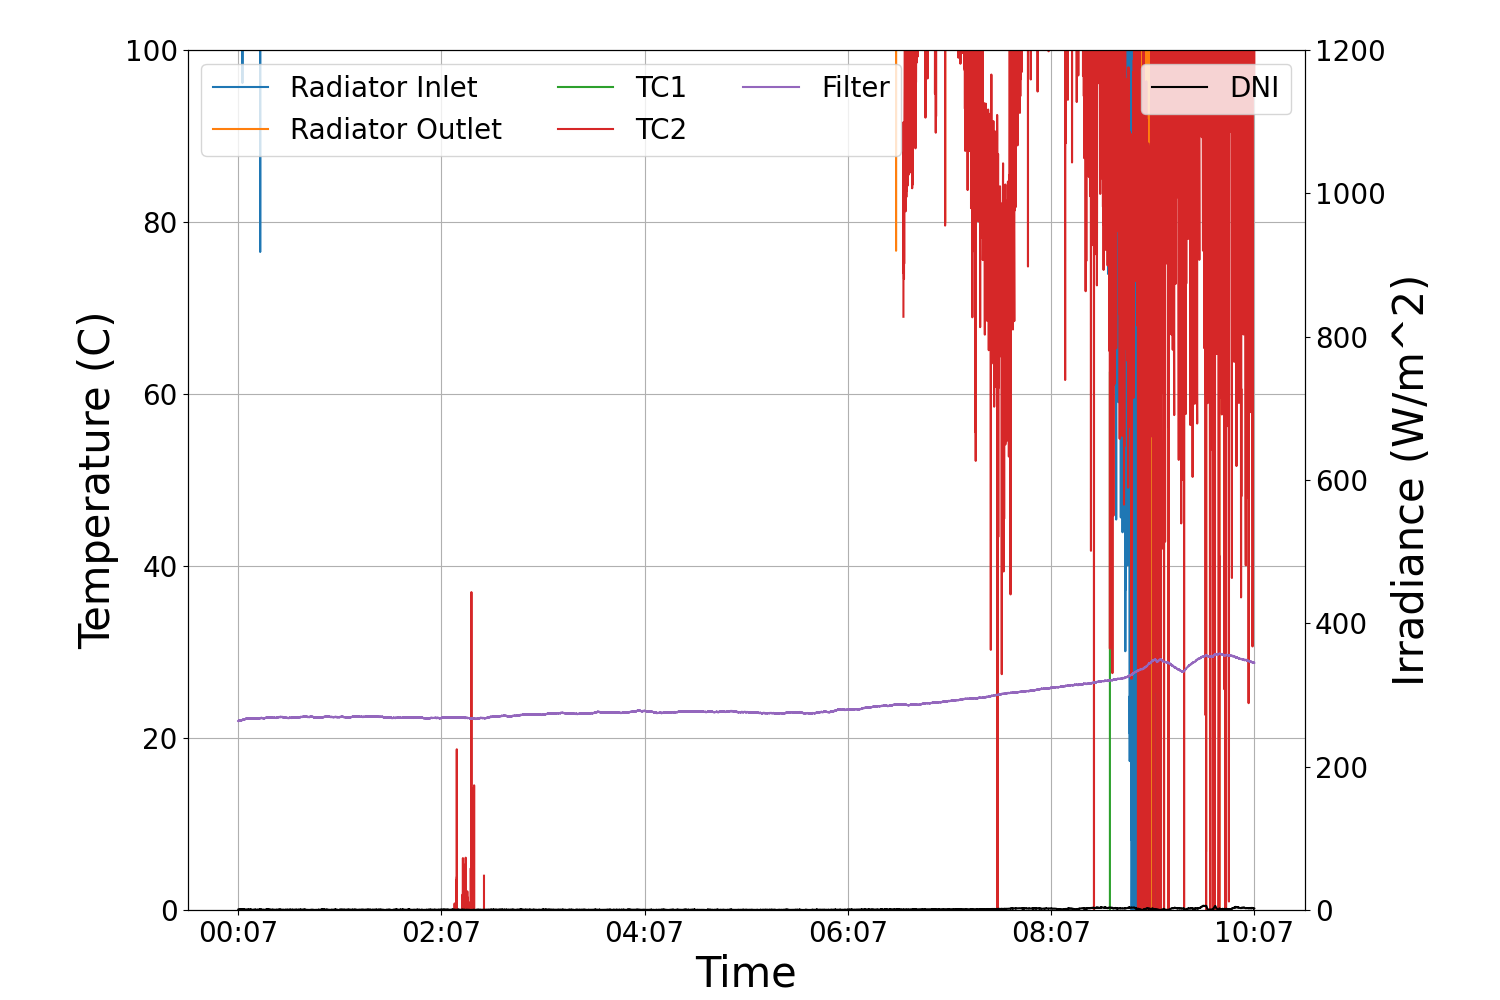 100
80
60
40
20
0
Temperature (C)
Radiator Inlet
Radiator Outlet
TC1
TC2
Filter
DNI
1200
1000
800
600
400
200
0
Irradiance (W/m^2)
00:07 02:07 04:07 06:07 08:07 10:07
Time